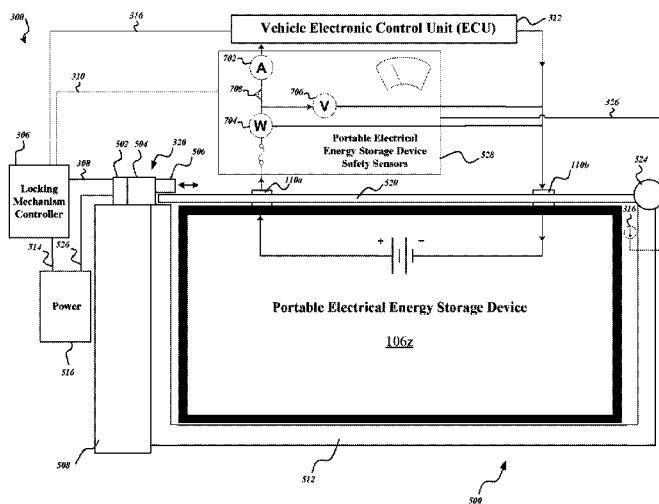 300
316
Vehicle Electronic Control Unit (ECU)
312
702
A
310
708
706
V
704
W
326
306
502
504
320
Portable Electrical
Energy Storage Device
Safety Sensors
528
524
Locking
Mechanism
Controller
308
506
110a
520
110b
316
314
526
+
−
Power
Portable Electrical Energy Storage Device
106z
516
508
512
500